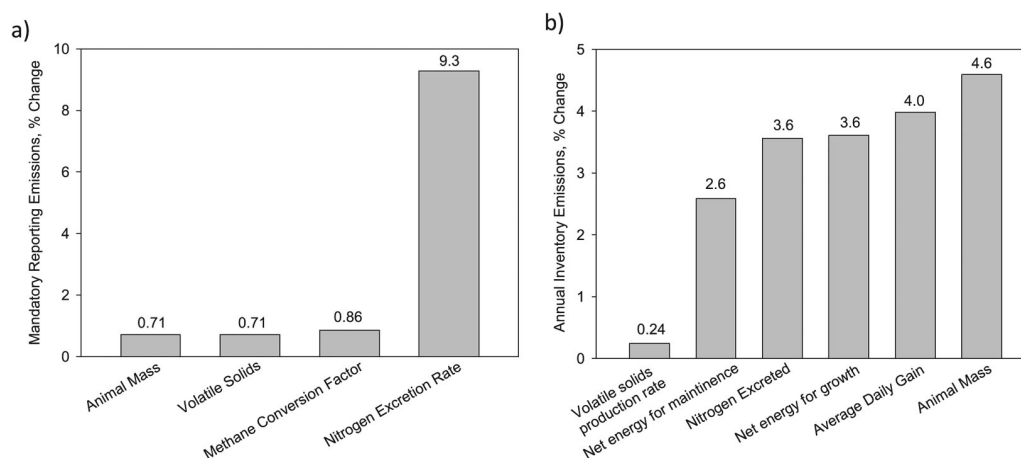 a)
Mandatory Reporting Emissions, % Change
10
8
6
4
2
0
0.71
0.71
0.86
9.3
Animal Mass
Volatile Solids
Methane Conversion Factor
Nitrogen Excretion Rate
b)
Annual Inventory Emissions, % Change
5
4
3
2
1
0
0.24
2.6
3.6
3.6
4.0
4.6
Volatile solids
production rate
Net energy for maintinence
Nitrogen Excreted
Net energy for growth
Average Daily Gain
Animal Mass